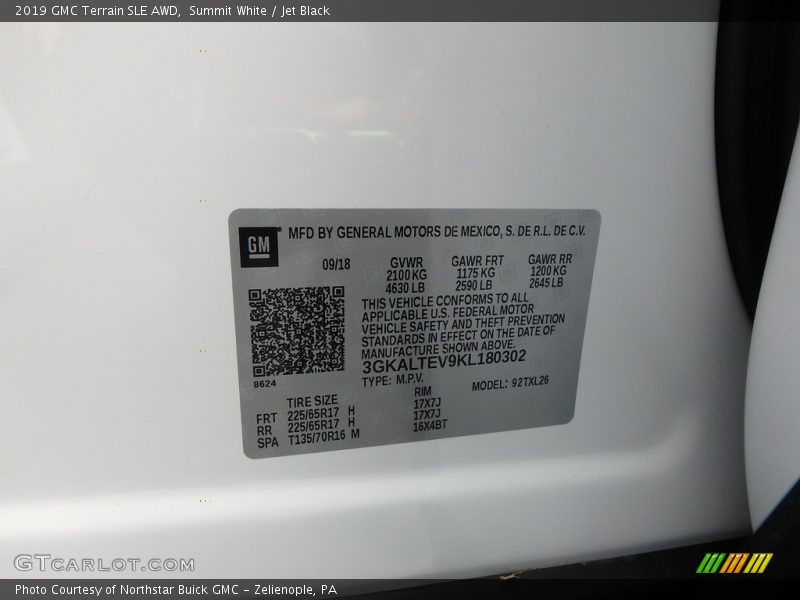 2019 GMC Terrain SLE AWD, Summit White / Jet Black
GM MFD BY GENERAL MOTORS DE MEXICO, S. DE R.L. DE C.V.
09/18 GVWR GAWR FRT GAWR RR
2100 KG 1175 KG 1200 KG
4630 LB 2590 LB 2645 LB
THIS VEHICLE CONFORMS TO ALL
APPLICABLE U.S. FEDERAL MOTOR
VEHICLE SAFETY AND THEFT PREVENTION
STANDARDS IN EFFECT ON THE DATE OF
MANUFACTURE SHOWN ABOVE.
3GKALTEV9KL180302
8624 TYPE: M.P.V. MODEL: 92TXL26
TIRE SIZE RIM
FRT 225/65R17 H 17X7J
RR 225/65R17 H 17X7J
SPA T135/70R16 M 16X4BT
GTCARLOT.COM
Photo Courtesy of Northstar Buick GMC - Zelienople, PA